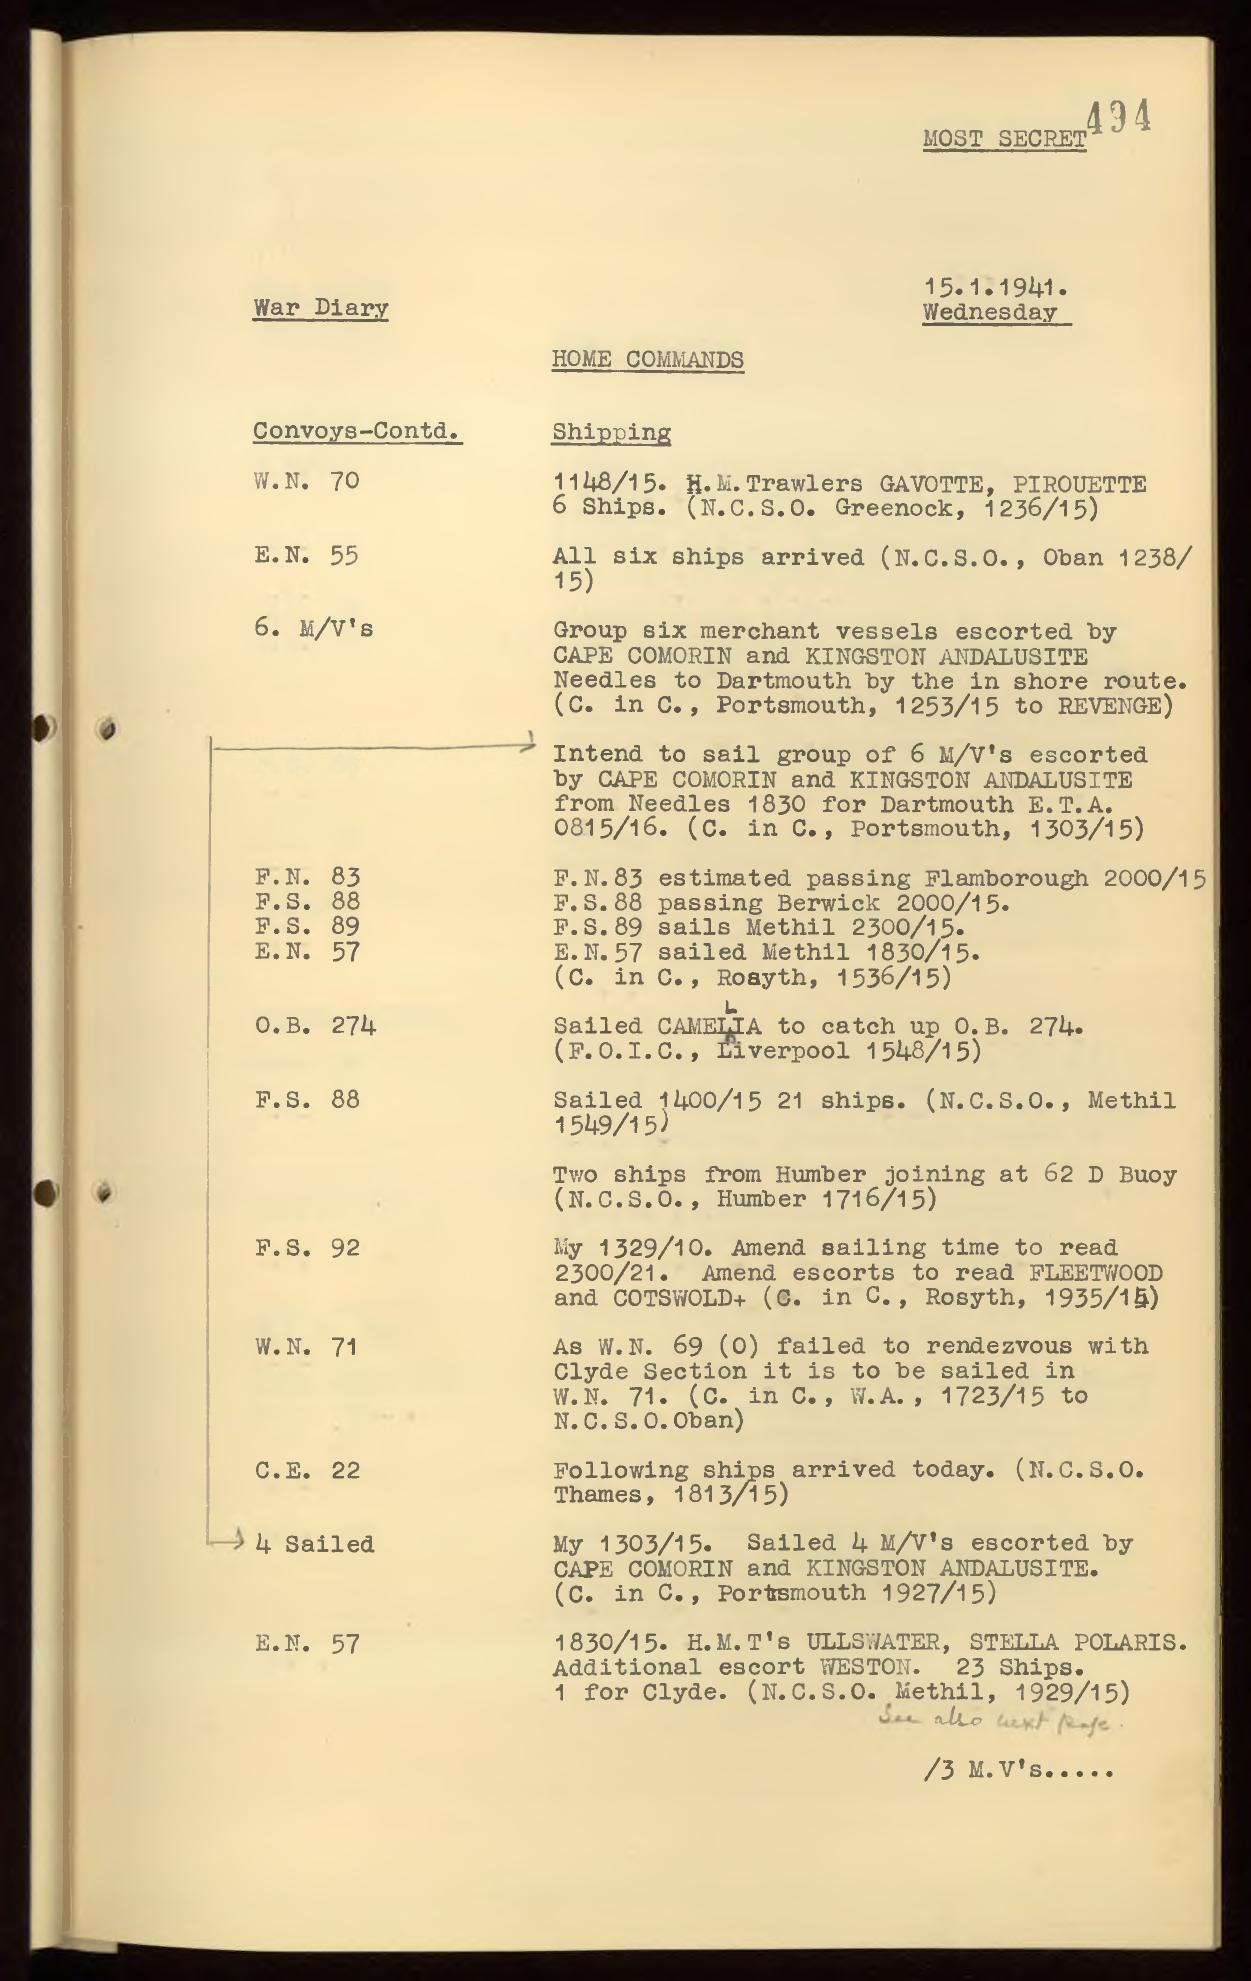 494
MOST SECRET
15.1.1941.
War Diary
Wednesday
HOME COMMANDS
Convoys-Contd. Shipping
W.N. 70 1148/15. H.M.Trawlers GAVOTTE, PIROUETTE
6 Ships. (N.C.S.O. Greenock, 1236/15)
E.N. 55 All six ships arrived (N.C.S.O., Oban 1238/
15)
6. M/V's Group six merchant vessels escorted by
CAPE COMORIN and KINGSTON ANDALUSITE
Needles to Dartmouth by the in shore route.
(C. in C., Portsmouth, 1253/15 to REVENGE)
Intend to sail group of 6 M/V's escorted
by CAPE COMORIN and KINGSTON ANDALUSITE
from Needles 1830 for Dartmouth E.T.A.
0815/16. (C. in C., Portsmouth, 1303/15)
F.N. 83 F.N.83 estimated passing Flamborough 2000/15
F.S. 88 F.S.88 passing Berwick 2000/15.
F.S. 89 F.S.89 sails Methil 2300/15.
E.N. 57 E.N.57 sailed Methil 1830/15.
(C. in C., Rosyth, 1536/15)
L
O.B. 274 Sailed CAMELIA to catch up O.B. 274.
(F.O.I.C., Liverpool 1548/15)
F.S. 88 Sailed 1400/15 21 ships. (N.C.S.O., Methil
1549/15)
Two ships from Humber joining at 62 D Buoy
(N.C.S.O., Humber 1716/15)
F.S. 92 My 1329/10. Amend sailing time to read
2300/21. Amend escorts to read FLEETWOOD
and COTSWOLD+ (C. in C., Rosyth, 1935/15)
W.N. 71 As W.N. 69 (O) failed to rendezvous with
Clyde Section it is to be sailed in
W.N. 71. (C. in C., W.A., 1723/15 to
N.C.S.O.Oban)
C.E. 22 Following ships arrived today. (N.C.S.O.
Thames, 1813/15)
4 Sailed My 1303/15. Sailed 4 M/V's escorted by
CAPE COMORIN and KINGSTON ANDALUSITE.
(C. in C., Portsmouth 1927/15)
E.N. 57 1830/15. H.M.T's ULLSWATER, STELLA POLARIS.
Additional escort WESTON. 23 Ships.
1 for Clyde. (N.C.S.O. Methil, 1929/15)
See also next page.
/3 M.V's.....